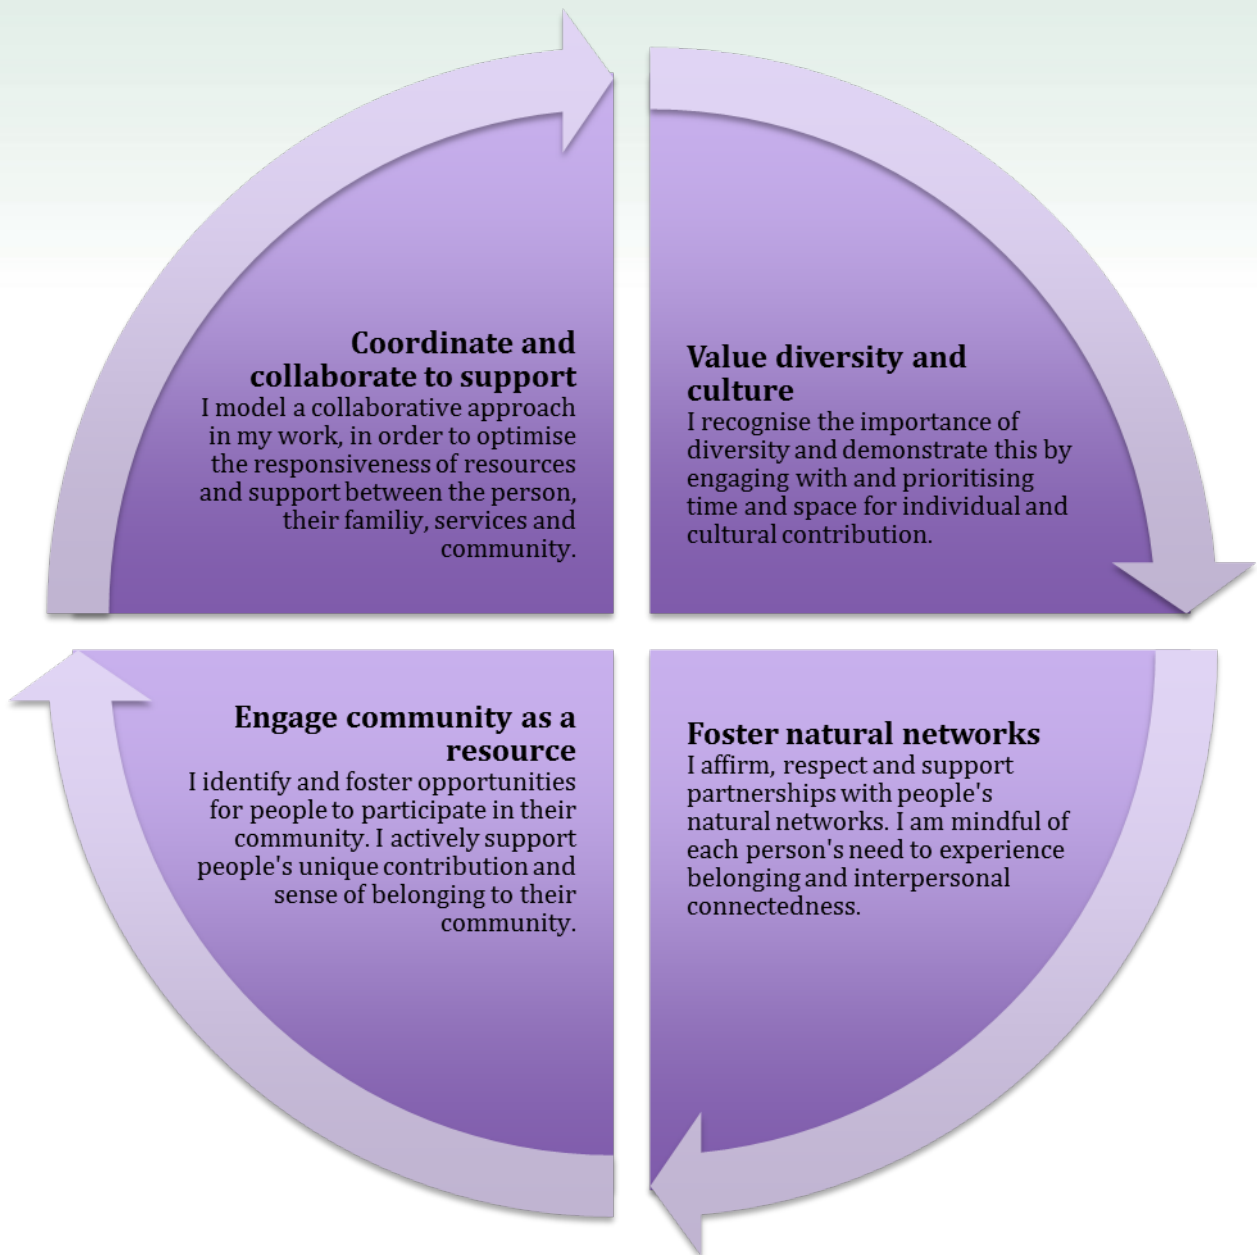 Coordinate and
collaborate to support
I model a collaborative approach
in my work, in order to optimise
the responsiveness of resources
and support between the person,
their familiy, services and
community.
Value diversity and
culture
I recognise the importance of
diversity and demonstrate this by
engaging with and prioritising
time and space for individual and
cultural contribution.
Engage community as a
resource
I identify and foster opportunities
for people to participate in their
community. I actively support
people's unique contribution and
sense of belonging to their
community.
Foster natural networks
I affirm, respect and support
partnerships with people's
natural networks. I am mindful of
each person's need to experience
belonging and interpersonal
connectedness.